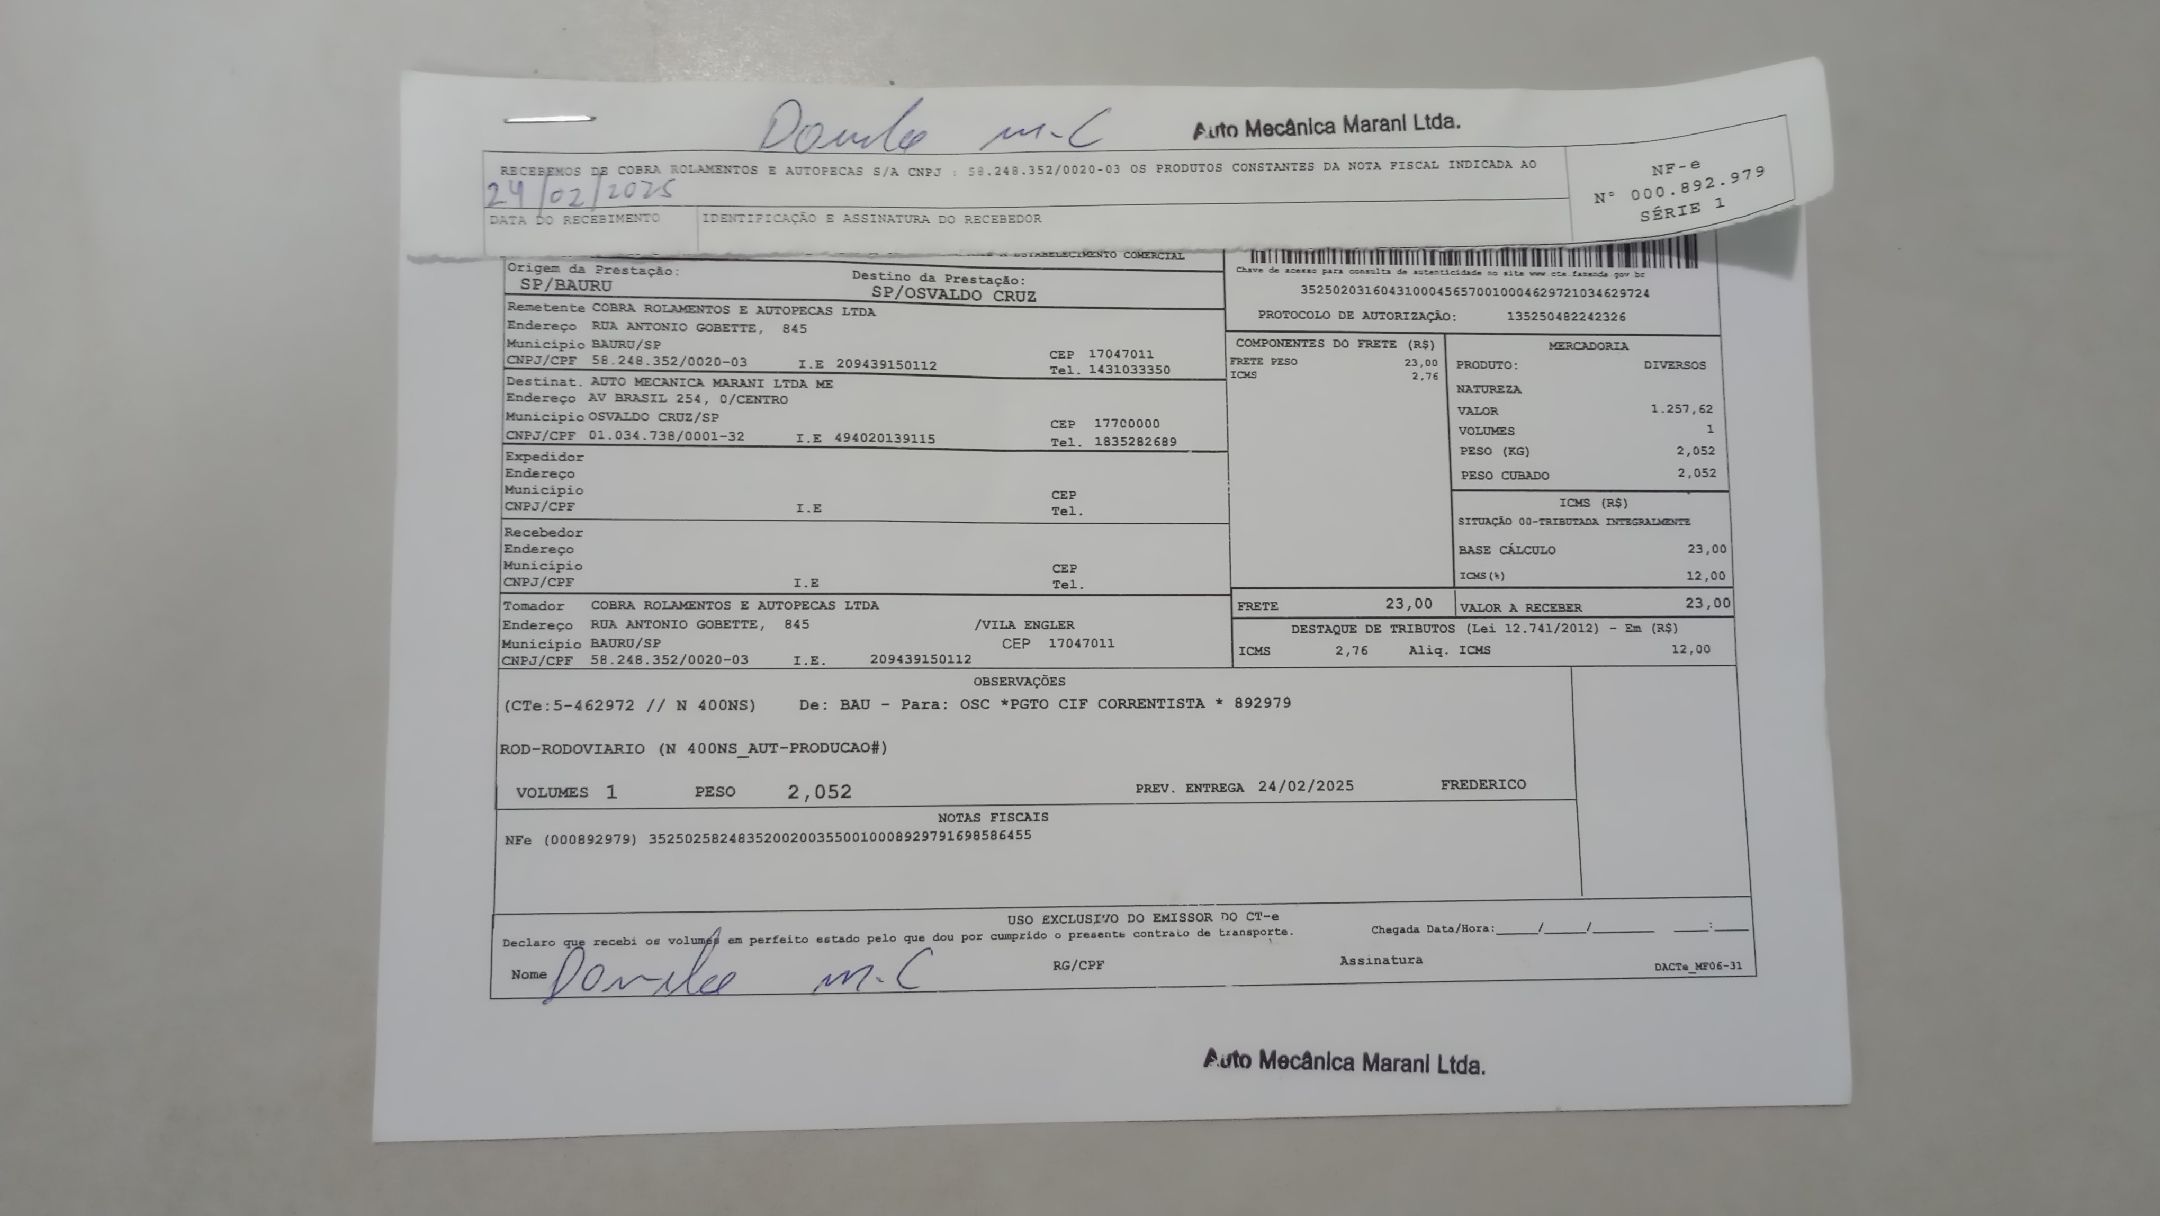 Danilo m.C
Auto Mecânica Marani Ltda.
RECEBEMOS DE COBRA ROLAMENTOS E AUTOPECAS S/A CNPJ : 58.248.352/0020-03 OS PRODUTOS CONSTANTES DA NOTA FISCAL INDICADA AO
NF-e
Nº 000.892.979
SÉRIE 1
24/02/2025
DATA DO RECEBIMENTO IDENTIFICAÇÃO E ASSINATURA DO RECEBEDOR
ESTABELECIMENTO COMERCIAL
Origem da Prestação: Destino da Prestação:
SP/BAURU SP/OSVALDO CRUZ
Chave de acesso para consulta de autenticidade no site www cte.fazenda gov br
35250203160431000456570010004629721034629724
PROTOCOLO DE AUTORIZAÇÃO: 135250482242326
Remetente COBRA ROLAMENTOS E AUTOPECAS LTDA
Endereço RUA ANTONIO GOBETTE, 845
Município BAURU/SP CEP 17047011
CNPJ/CPF 58.248.352/0020-03 I.E 209439150112 Tel. 1431033350
Destinat. AUTO MECANICA MARANI LTDA ME
Endereço AV BRASIL 254, 0/CENTRO
Município OSVALDO CRUZ/SP CEP 17700000
CNPJ/CPF 01.034.738/0001-32 I.E 494020139115 Tel. 1835282689
Expedidor
Endereço
Município CEP
CNPJ/CPF I.E Tel.
Recebedor
Endereço
Município CEP
CNPJ/CPF I.E Tel.
Tomador COBRA ROLAMENTOS E AUTOPECAS LTDA
Endereço RUA ANTONIO GOBETTE, 845 /VILA ENGLER
Município BAURU/SP CEP 17047011
CNPJ/CPF 58.248.352/0020-03 I.E. 209439150112
COMPONENTES DO FRETE (R$)
FRETE PESO 23,00
ICMS 2,76
MERCADORIA
PRODUTO: DIVERSOS
NATUREZA
VALOR 1.257,62
VOLUMES 1
PESO (KG) 2,052
PESO CUBADO 2,052
ICMS (R$)
SITUAÇÃO 00-TRIBUTADA INTEGRALMENTE
BASE CÁLCULO 23,00
ICMS(%) 12,00
FRETE 23,00 VALOR A RECEBER 23,00
DESTAQUE DE TRIBUTOS (Lei 12.741/2012) - Em (R$)
ICMS 2,76 Aliq. ICMS 12,00
OBSERVAÇÕES
(CTe:5-462972 // N 400NS) De: BAU - Para: OSC *PGTO CIF CORRENTISTA * 892979
ROD-RODOVIARIO (N 400NS_AUT-PRODUCAO#)
VOLUMES 1 PESO 2,052 PREV. ENTREGA 24/02/2025 FREDERICO
NOTAS FISCAIS
NFe (000892979) 35250258248352002003550010008929791698586455
USO EXCLUSIVO DO EMISSOR DO CT-e
Declaro que recebi os volumes em perfeito estado pelo que dou por cumprido o presente contrato de transporte. Chegada Data/Hora:____/____/______ ___:___
Nome Danilo m.C RG/CPF Assinatura DACTe_MF06-31
Auto Mecânica Marani Ltda.